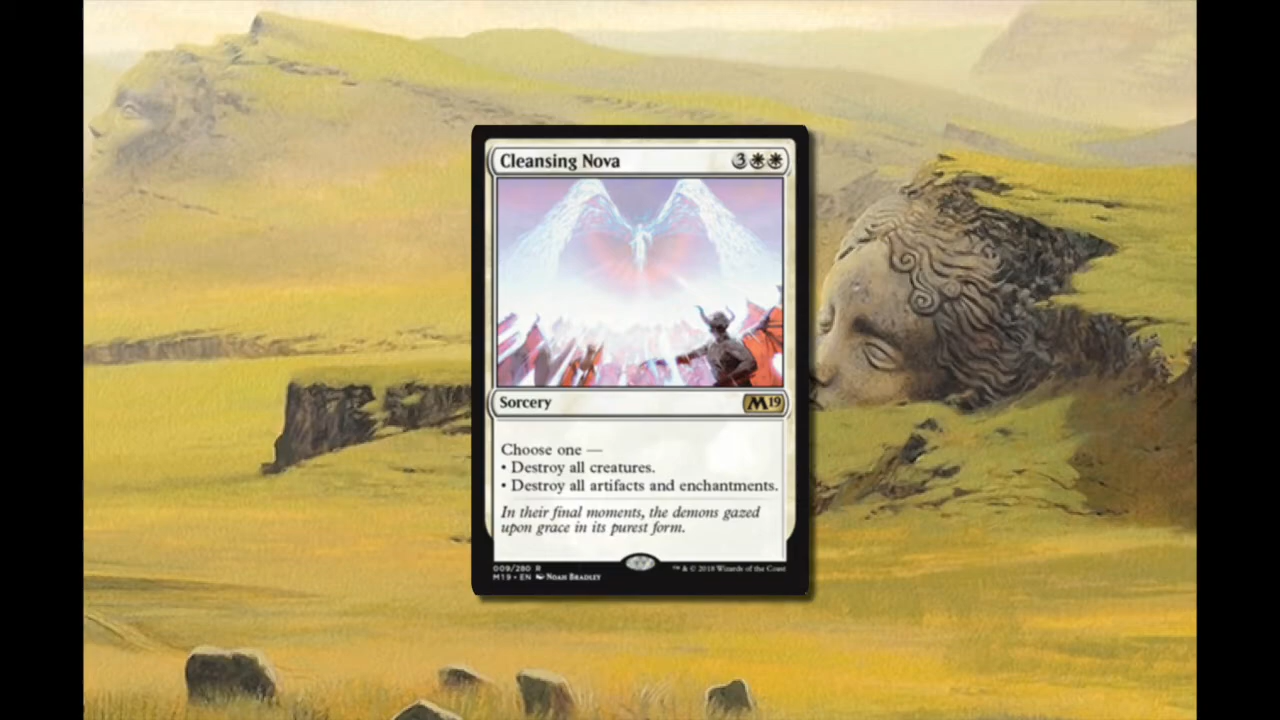 Cleansing Nova 3
Sorcery M19
Choose one —
• Destroy all creatures.
• Destroy all artifacts and enchantments.
In their final moments, the demons gazed
upon grace in its purest form.
009/280 R
M19 • EN Noah Bradley ™ & © 2018 Wizards of the Coast